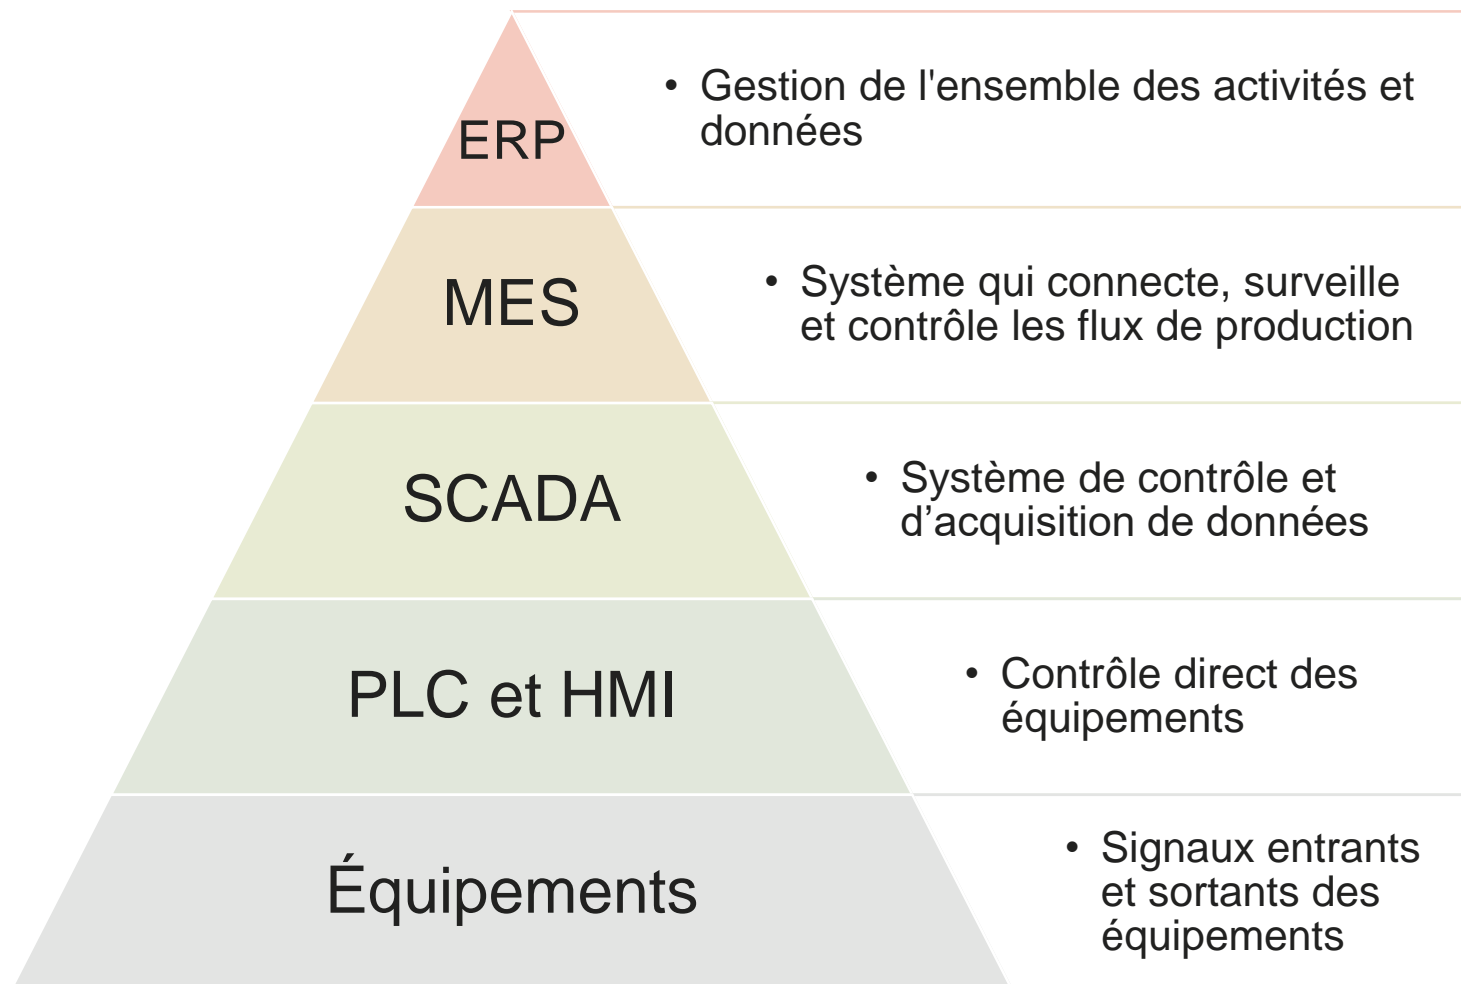 ERP
• Gestion de l'ensemble des activités et
données
MES
• Système qui connecte, surveille
et contrôle les flux de production
SCADA
• Système de contrôle et
d’acquisition de données
PLC et HMI
• Contrôle direct des
équipements
Équipements
• Signaux entrants
et sortants des
équipements